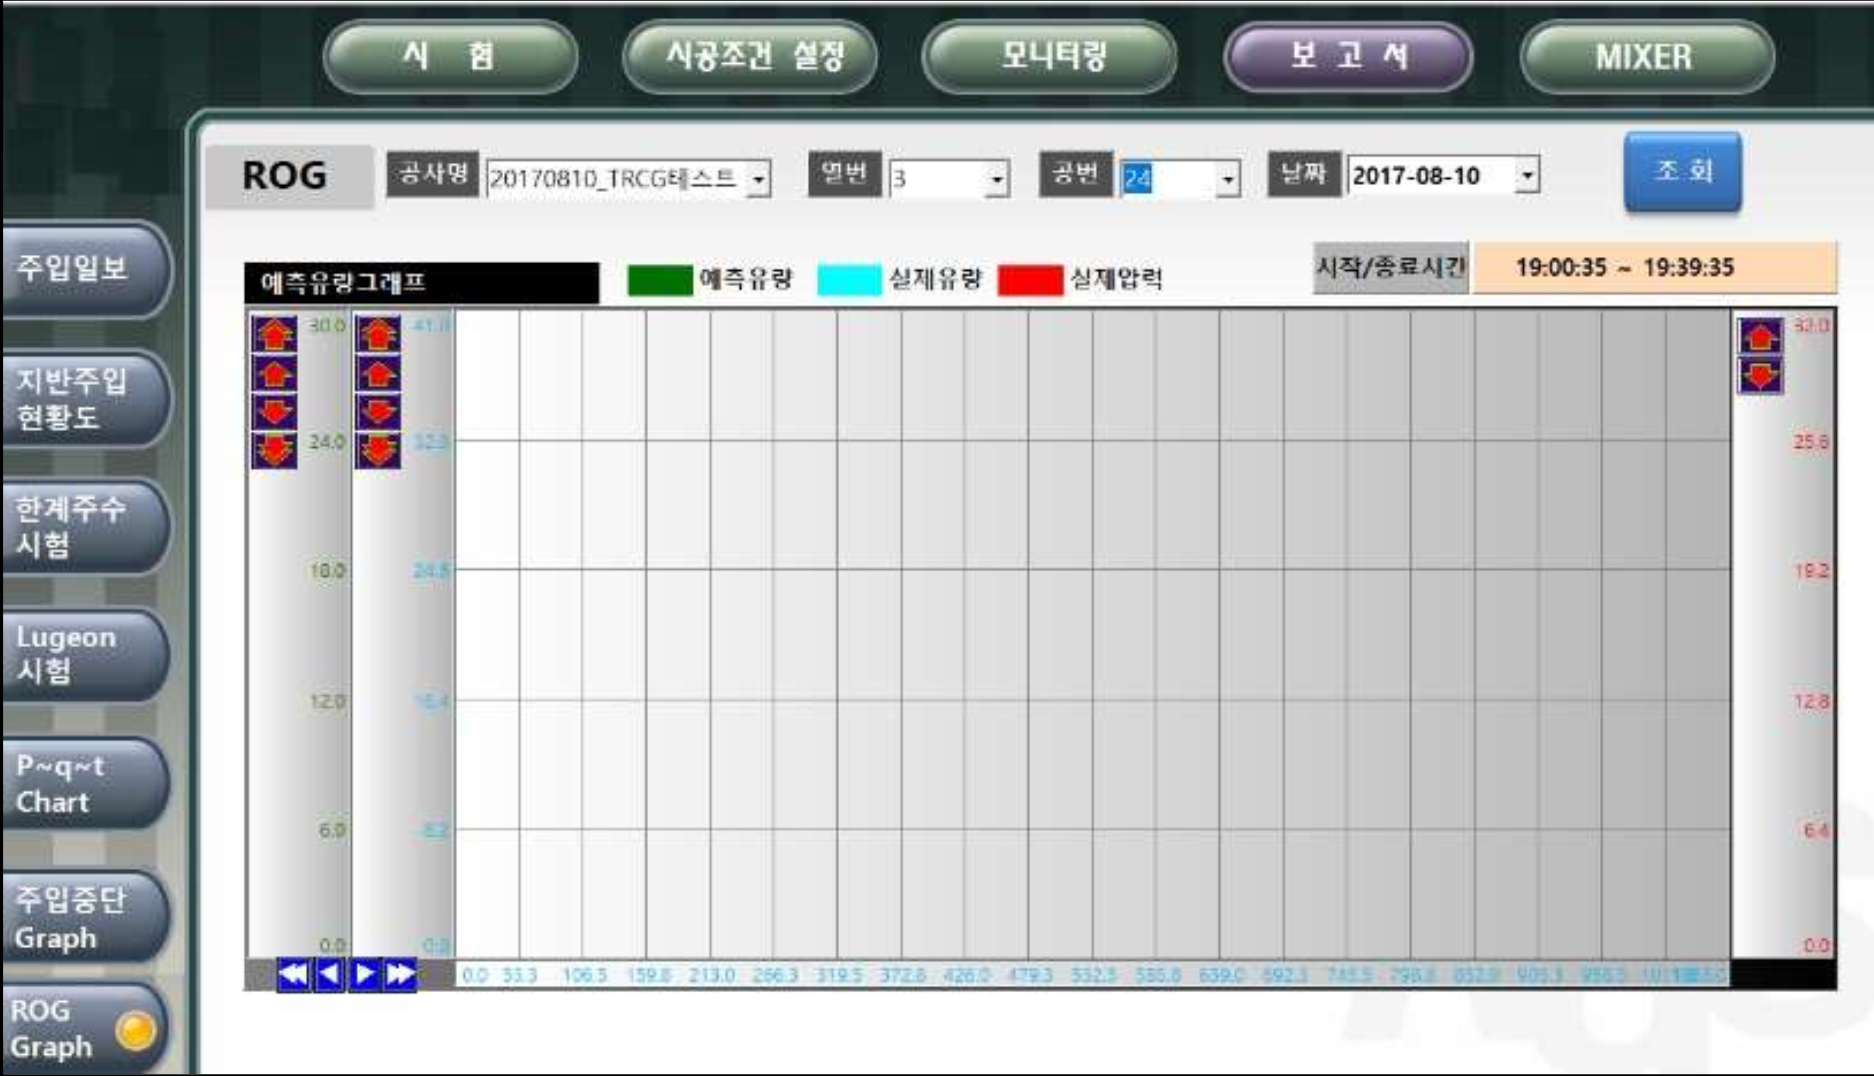 시 험
시공조건 설정
모니터링
보 고 서
MIXER
ROG
공사명
20170810_TRCG테스트
열번
3
공번
24
날짜
2017-08-10
조 회
주입일보
지반주입
현황도
한계주수
시험
Lugeon
시험
P~q~t
Chart
주입중단
Graph
ROG
Graph
예측유량그래프
예측유량
실제유량
실제압력
시작/종료시간
19:00:35 ~ 19:39:35
30.0
24.0
18.0
12.0
6.0
0.0
41.0
32.8
24.6
16.4
8.2
0.0
32.0
25.6
19.2
12.8
6.4
0.0
0.0 53.3 106.5 159.8 213.0 266.3 319.5 372.8 426.0 479.3 532.5 585.8 639.0 692.3 745.5 798.8 852.0 905.3 958.5